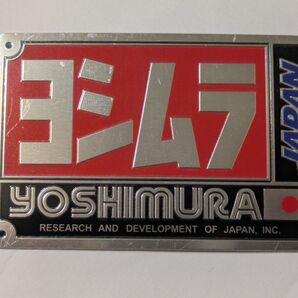 ヨシムラ
JAPAN
YOSHIMURA
RESEARCH AND DEVELOPMENT OF JAPAN, INC.